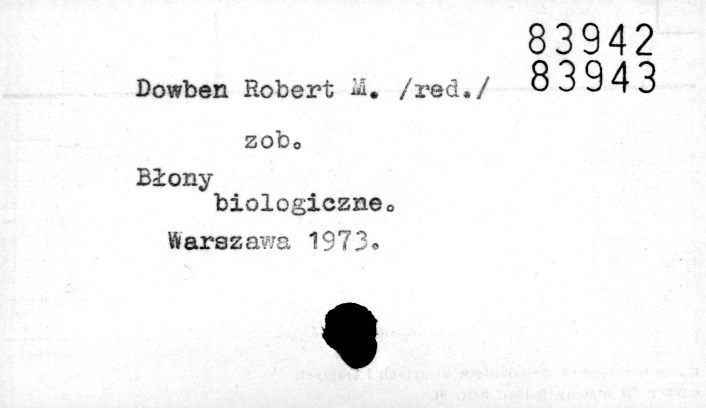 83942
83943
Dowben Robert M. /red./
zob.
Błony
biologiczne.
Warszawa 1973.